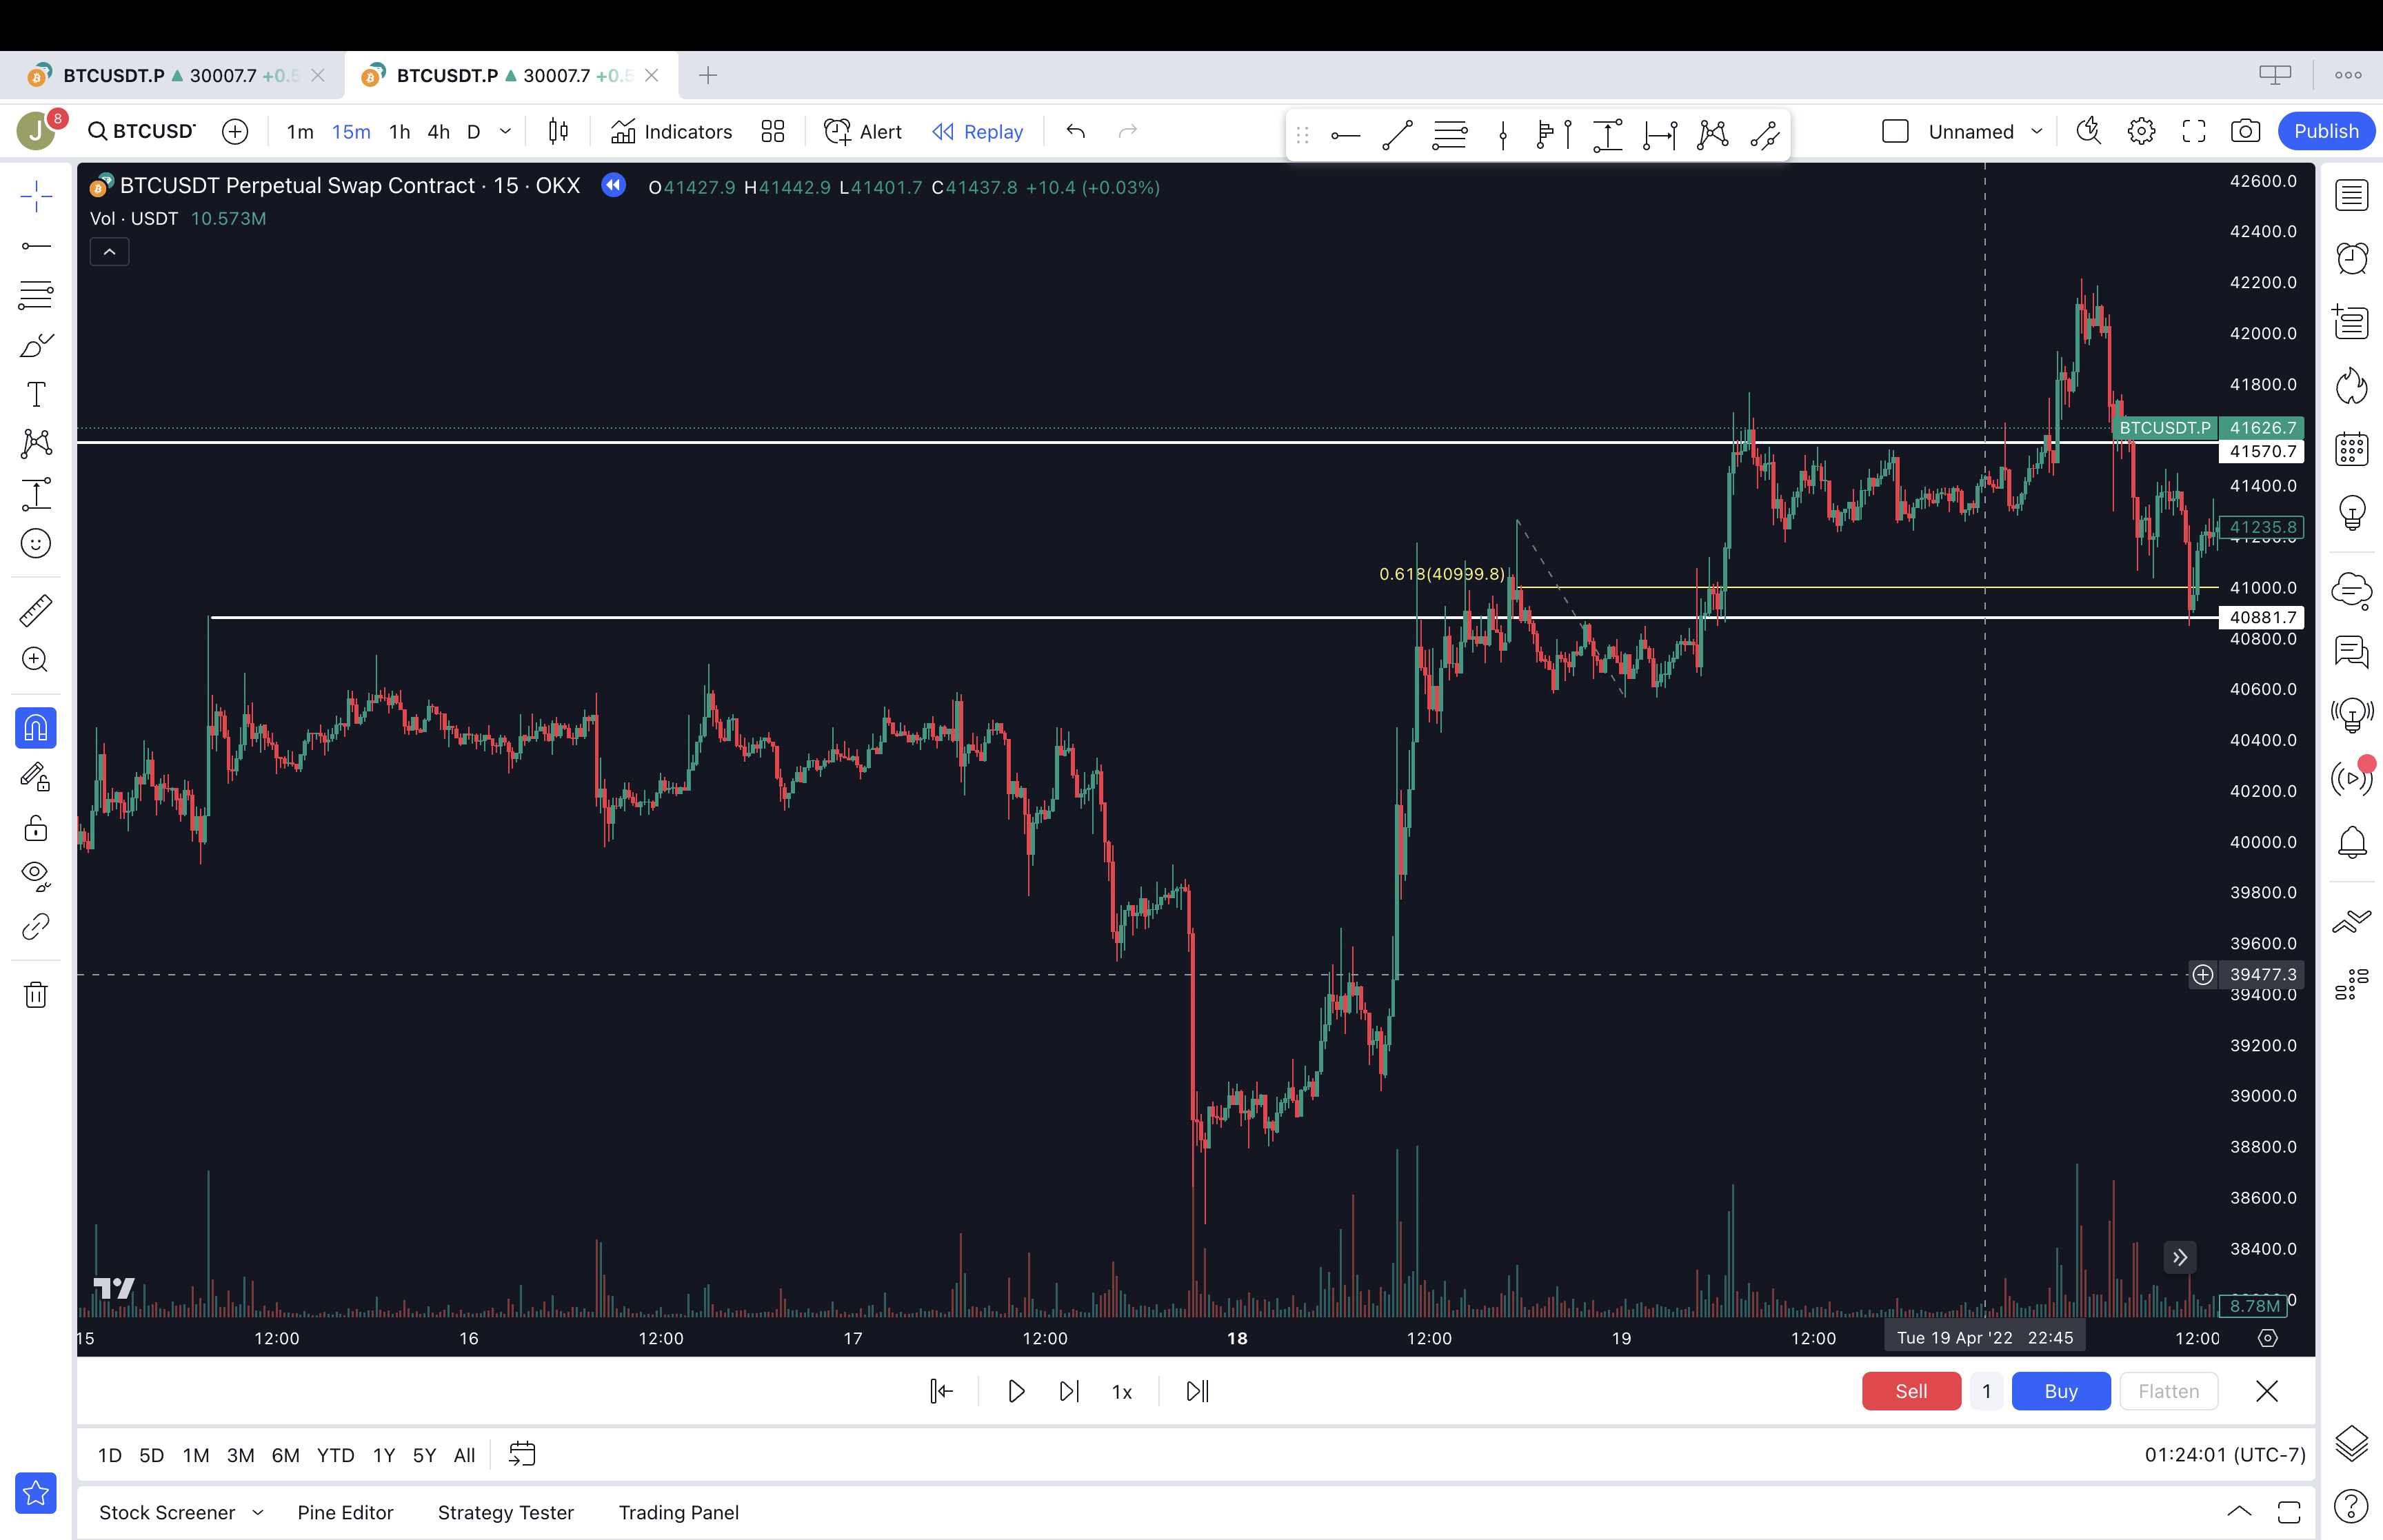 BTCUSDT.P 30007.7 +0.5
BTCUSDT.P 30007.7 +0.5
J 8 BTCUSDT 1m 15m 1h 4h D Indicators Alert Replay Unnamed Publish
BTCUSDT Perpetual Swap Contract · 15 · OKX O41427.9 H41442.9 L41401.7 C41437.8 +10.4 (+0.03%)
Vol · USDT 10.573M
42600.0
42400.0
42200.0
42000.0
41800.0
BTCUSDT.P 41626.7
41570.7
41400.0
41235.8
41200.0
0.618(40999.8)
41000.0
40881.7
40800.0
40600.0
40400.0
40200.0
40000.0
39800.0
39600.0
39477.3
39400.0
39200.0
39000.0
38800.0
38600.0
38400.0
8.78M
15 12:00 16 12:00 17 12:00 18 12:00 19 12:00 Tue 19 Apr '22 22:45 12:00
1x Sell 1 Buy Flatten
1D 5D 1M 3M 6M YTD 1Y 5Y All 01:24:01 (UTC-7)
Stock Screener Pine Editor Strategy Tester Trading Panel